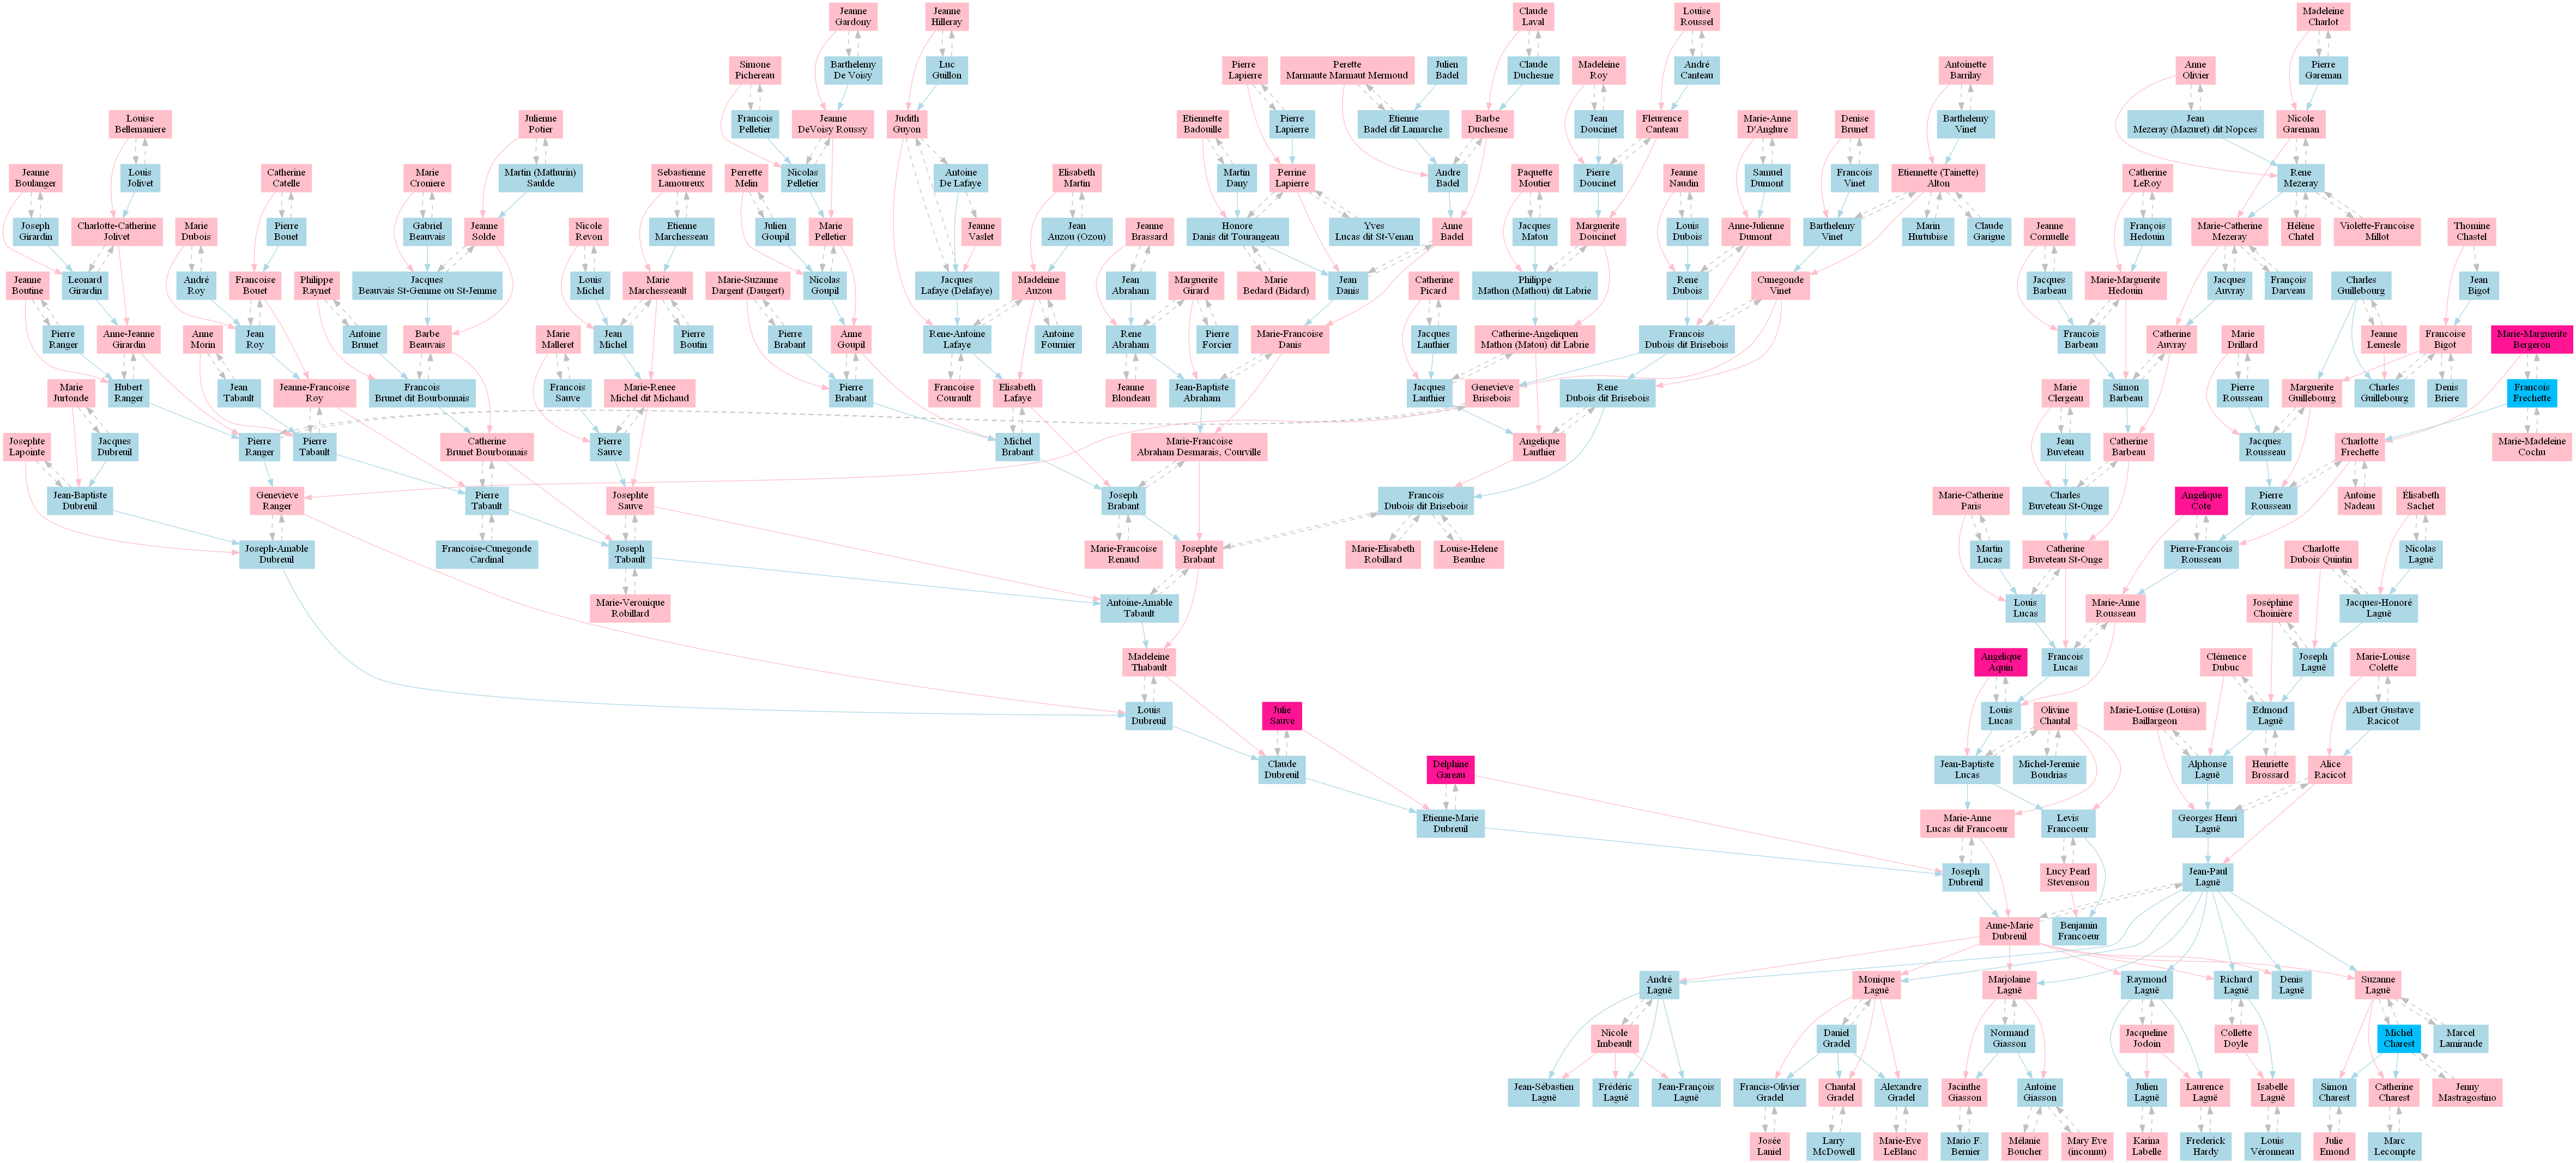 Jeanne
Gardony
Jeanne
Hilleray
Claude
Laval
Louise
Roussel
Madeleine
Charlot
Simone
Pichereau
Barthelemy
De Voisy
Luc
Guillon
Pierre
Lapierre
Perette
Marmaute Marmaut Mermoud
Julien
Badel
Claude
Duchesne
Madeleine
Roy
André
Canteau
Antoinette
Barrilay
Anne
Olivier
Pierre
Gareman
Louise
Bellemaniere
Julienne
Potier
Francois
Pelletier
Jeanne
DeVoisy Roussy
Judith
Guyon
Etiennette
Badouille
Pierre
Lapierre
Etienne
Badel dit Lamarche
Barbe
Duchesne
Jean
Doucinet
Fleurence
Canteau
Marie-Anne
D'Anglure
Denise
Brunet
Barthelemy
Vinet
Jean
Mezeray (Mazuret) dit Nopces
Nicole
Gareman
Jeanne
Boulanger
Louis
Jolivet
Catherine
Catelle
Marie
Croniere
Martin (Mathurin)
Saulde
Sebastienne
Lamoureux
Perrette
Melin
Nicolas
Pelletier
Antoine
De Lafaye
Elisabeth
Martin
Martin
Dany
Perrine
Lapierre
Andre
Badel
Paquette
Moutier
Pierre
Doucinet
Jeanne
Naudin
Samuel
Dumont
François
Vinet
Etiennette (Tainette)
Alton
Catherine
LeRoy
Rene
Mezeray
Joseph
Girardin
Charlotte-Catherine
Jolivet
Marie
Dubois
Pierre
Bouet
Gabriel
Beauvais
Jeanne
Solde
Nicole
Revon
Etienne
Marchesseau
Julien
Goupil
Marie
Pelletier
Jeanne
Vaslet
Jean
Auzou (Ozou)
Jeanne
Brassard
Honore
Danis dit Tourangeau
Yves
Lucas dit St-Venan
Anne
Badel
Jacques
Matou
Marguerite
Doucinet
Louis
Dubois
Anne-Julienne
Dumont
Barthelemy
Vinet
Marin
Hurtubise
Claude
Garigue
Jeanne
Cornuelle
François
Hedouin
Marie-Catherine
Mezeray
Hélène
Chatel
Violette-Francoise
Millot
Thomine
Chastel
Jeanne
Boutine
Leonard
Girardin
André
Roy
Francoise
Bouet
Philippe
Raynet
Jacques
Beauvais St-Gemme ou St-Jemme
Louis
Michel
Marie
Marchesseault
Marie-Suzanne
Dargent (Daugert)
Nicolas
Goupil
Jacques
Lafaye (Delafaye)
Madeleine
Auzou
Jean
Abraham
Marguerite
Girard
Marie
Bedard (Bidard)
Jean
Danis
Catherine
Picard
Philippe
Mathon (Mathou) dit Labrie
Rene
Dubois
Cunegonde
Vinet
Jacques
Barbeau
Marie-Marguerite
Hedouin
Jacques
Auvray
François
Darveau
Charles
Guillebourg
Jean
Bigot
Pierre
Ranger
Anne-Jeanne
Girardin
Anne
Morin
Jean
Roy
Antoine
Brunet
Barbe
Beauvais
Marie
Malleret
Jean
Michel
Pierre
Boutin
Pierre
Brabant
Anne
Goupil
Rene-Antoine
Lafaye
Antoine
Fournier
Rene
Abraham
Pierre
Forcier
Marie-Francoise
Danis
Jacques
Lanthier
Catherine-Angeliquen
Mathon (Matou) dit Labrie
Francois
Dubois dit Brisebois
Francois
Barbeau
Catherine
Auvray
Marie
Drillard
Jeanne
Lemesle
Francoise
Bigot
Marie-Marguerite
Bergeron
Marie
Jurtonde
Hubert
Ranger
Jean
Tabault
Jeanne-Francoise
Roy
Francois
Brunet dit Bourbonnais
Francois
Sauve
Marie-Renee
Michel dit Michaud
Pierre
Brabant
Francoise
Courault
Elisabeth
Lafaye
Jeanne
Blondeau
Jean-Baptiste
Abraham
Jacques
Lanthier
Genevieve
Brisebois
Rene
Dubois dit Brisebois
Marie
Clergeau
Simon
Barbeau
Pierre
Rousseau
Marguerite
Guillebourg
Charles
Guillebourg
Denis
Briere
Francois
Frechette
Josephte
Lapointe
Jacques
Dubreuil
Pierre
Ranger
Pierre
Tabault
Catherine
Brunet Bourbonnais
Pierre
Sauve
Michel
Brabant
Marie-Francoise
Abraham Desmarais, Courville
Angelique
Lanthier
Jean
Buveteau
Catherine
Barbeau
Jacques
Rousseau
Charlotte
Frechette
Marie-Madeleine
Cochu
Jean-Baptiste
Dubreuil
Genevieve
Ranger
Pierre
Tabault
Josephte
Sauve
Joseph
Brabant
Francois
Dubois dit Brisebois
Marie-Catherine
Paris
Charles
Buveteau St-Onge
Angelique
Cote
Pierre
Rousseau
Antoine
Nadeau
Élisabeth
Sachet
Joseph-Amable
Dubreuil
Francoise-Cunegonde
Cardinal
Joseph
Tabault
Marie-Francoise
Renaud
Josephte
Brabant
Marie-Elisabeth
Robillard
Louise-Helene
Beaulne
Martin
Lucas
Catherine
Buveteau St-Onge
Pierre-Francois
Rousseau
Charlotte
Dubois Quintin
Nicolas
Laguë
Marie-Veronique
Robillard
Antoine-Amable
Tabault
Louis
Lucas
Marie-Anne
Rousseau
Joséphine
Choinière
Jacques-Honoré
Laguë
Madeleine
Thabault
Angelique
Aquin
Francois
Lucas
Clémence
Dubuc
Joseph
Laguë
Marie-Louise
Colette
Louis
Dubreuil
Julie
Sauve
Louis
Lucas
Olivine
Chantal
Marie-Louise (Louisa)
Baillargeon
Edmond
Laguë
Albert Gustave
Racicot
Claude
Dubreuil
Delphine
Gareau
Jean-Baptiste
Lucas
Michel-Jeremie
Boudrias
Alphonse
Laguë
Henriette
Brossard
Alice
Racicot
Etienne-Marie
Dubreuil
Marie-Anne
Lucas dit Francoeur
Levis
Francoeur
Georges Henri
Laguë
Joseph
Dubreuil
Lucy Pearl
Stevenson
Jean-Paul
Laguë
Anne-Marie
Dubreuil
Benjamin
Francoeur
André
Laguë
Monique
Laguë
Marjolaine
Laguë
Raymond
Laguë
Richard
Laguë
Denis
Laguë
Suzanne
Laguë
Nicole
Imbeault
Daniel
Gradel
Normand
Giasson
Jacqueline
Jodoin
Collette
Doyle
Michel
Charest
Marcel
Lamirande
Jean-Sébastien
Laguë
Frédéric
Laguë
Jean-François
Laguë
Francis-Olivier
Gradel
Chantal
Gradel
Alexandre
Gradel
Jacinthe
Giasson
Antoine
Giasson
Julien
Laguë
Laurence
Laguë
Isabelle
Laguë
Simon
Charest
Catherine
Charest
Jenny
Mastragostino
Josée
Laniel
Larry
McDowell
Marie-Eve
LeBlanc
Mario F.
Bernier
Mélanie
Boucher
Mary Eve
(inconnu)
Karina
Labelle
Frederick
Hardy
Louis
Véronneau
Julie
Emond
Marc
Lecompte